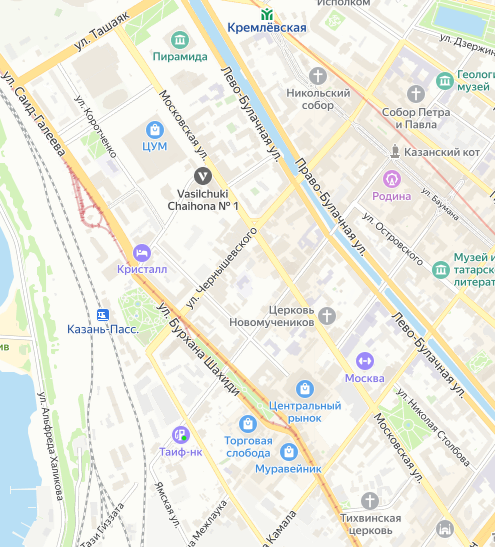 Исполком
Кремлёвская
ул. Ташаяк
ул. Дзержин
Пирамида
Геологи
музей
Лево-Булачная ул.
Никольский
собор
ул. Саид-Галеева
ул. Коротченко
Московская ул.
Собор Петра
и Павла
ЦУМ
Казанский кот
Право-Булачная ул.
Vasilchuki
Chaihona № 1
Родина
ул. Баумана
ул. Островского
ул. Чернышевского
Кристалл
Музей и
татарск
литерат
Казань-Пасс.
ул. Бурхана Шахиди
Церковь
Новомучеников
Лево-Булачная ул.
ив
Москва
ул. Альфреда Халикова
Центральный
рынок
ул. Николая Столбова
Московская ул.
Торговая
слобода
Таиф-нк
Муравейник
Ямская ул.
Тази Гиззата
а Межлаука
а Камала
Тихвинская
церковь